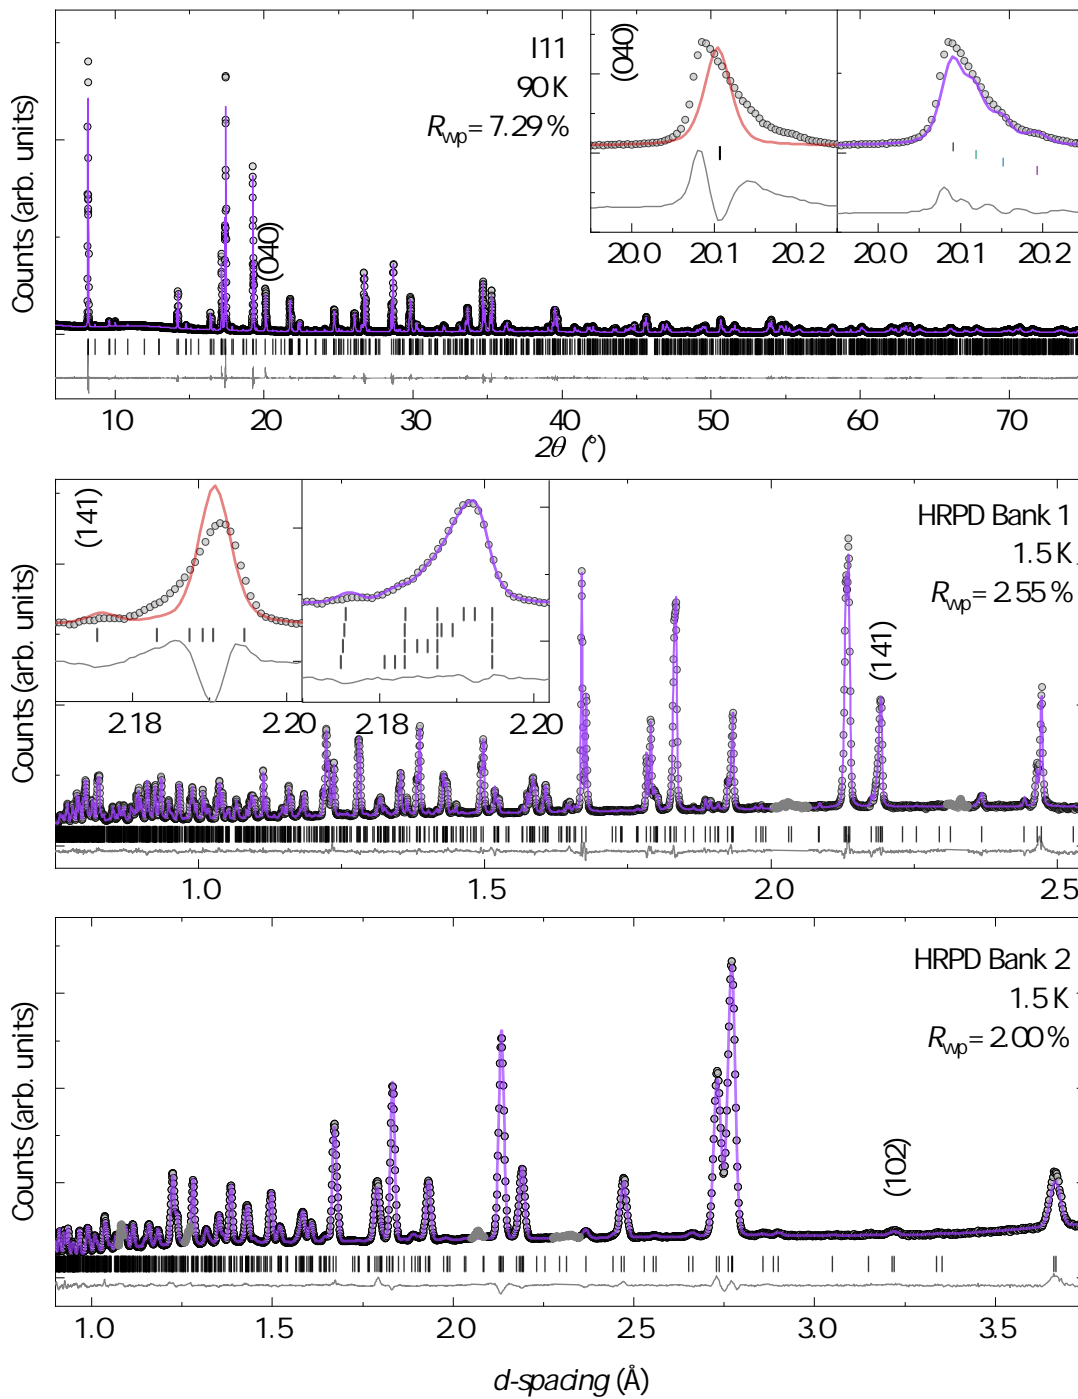 Counts (arb. units)
I11
90 K
Rwp = 7.29 %
(040)
(040)
20.0 20.1 20.2
20.0 20.1 20.2
10 20 30 40 50 60 70
2θ (°)
Counts (arb. units)
(141)
2.18 2.20
2.18 2.20
HRPD Bank 1
1.5 K
Rwp = 2.55 %
(141)
1.0 1.5 2.0 2.5
Counts (arb. units)
HRPD Bank 2
1.5 K
Rwp = 2.00 %
(102)
1.0 1.5 2.0 2.5 3.0 3.5
d-spacing (Å)